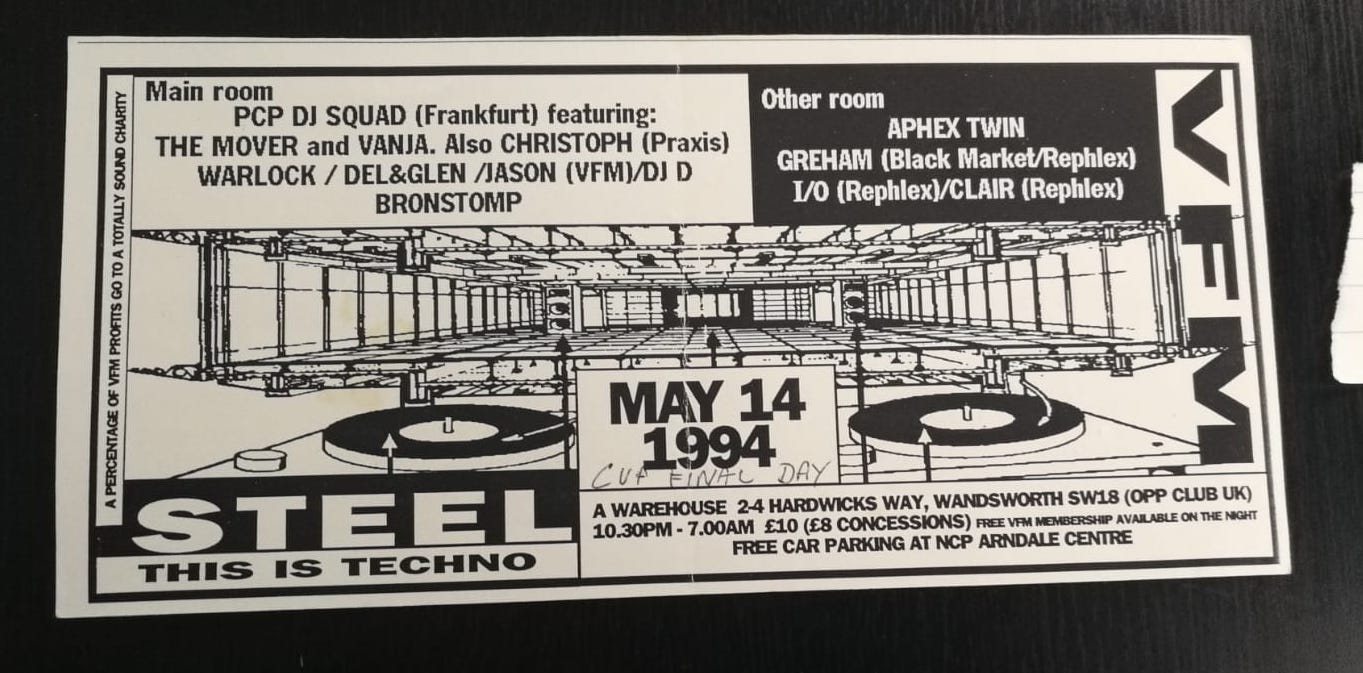 A PERCENTAGE OF VFM PROFITS GO TO A TOTALLY SOUND CHARITY
Main room
PCP DJ SQUAD (Frankfurt) featuring:
THE MOVER and VANJA. Also CHRISTOPH (Praxis)
WARLOCK / DEL&GLEN /JASON (VFM)/DJ D
BRONSTOMP
Other room
APHEX TWIN
GREHAM (Black Market/Rephlex)
I/O (Rephlex)/CLAIR (Rephlex)
VFM
MAY 14
1994
CUP FINAL DAY
STEEL
THIS IS TECHNO
A WAREHOUSE 2-4 HARDWICKS WAY, WANDSWORTH SW18 (OPP CLUB UK)
10.30PM - 7.00AM £10 (£8 CONCESSIONS) FREE VFM MEMBERSHIP AVAILABLE ON THE NIGHT
FREE CAR PARKING AT NCP ARNDALE CENTRE